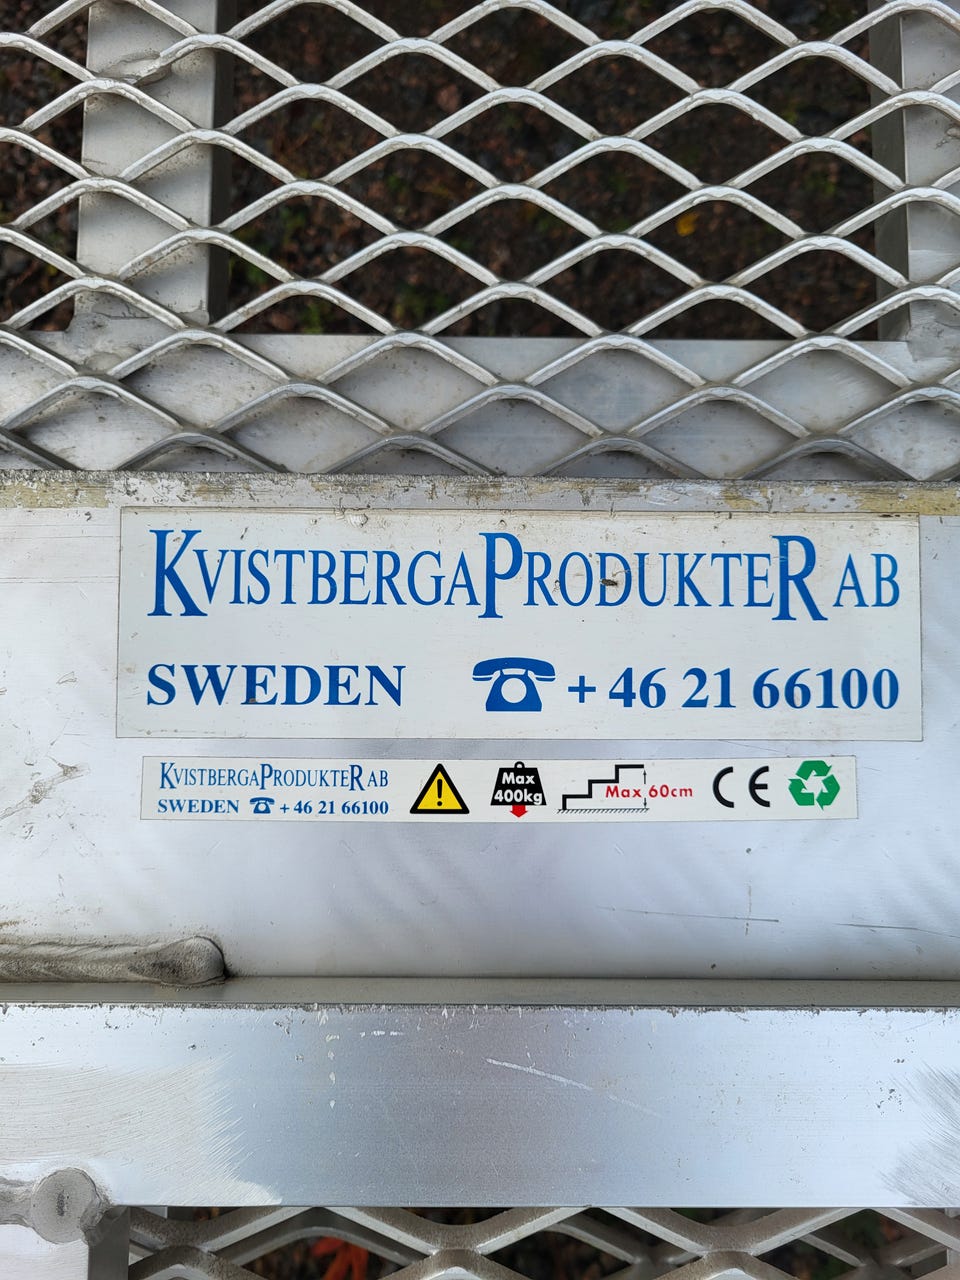 KVISTBERGAPRODUKTER AB
SWEDEN + 46 21 66100
KVISTBERGAPRODUKTER AB
SWEDEN + 46 21 66100
Max
400kg
Max 60cm
CE